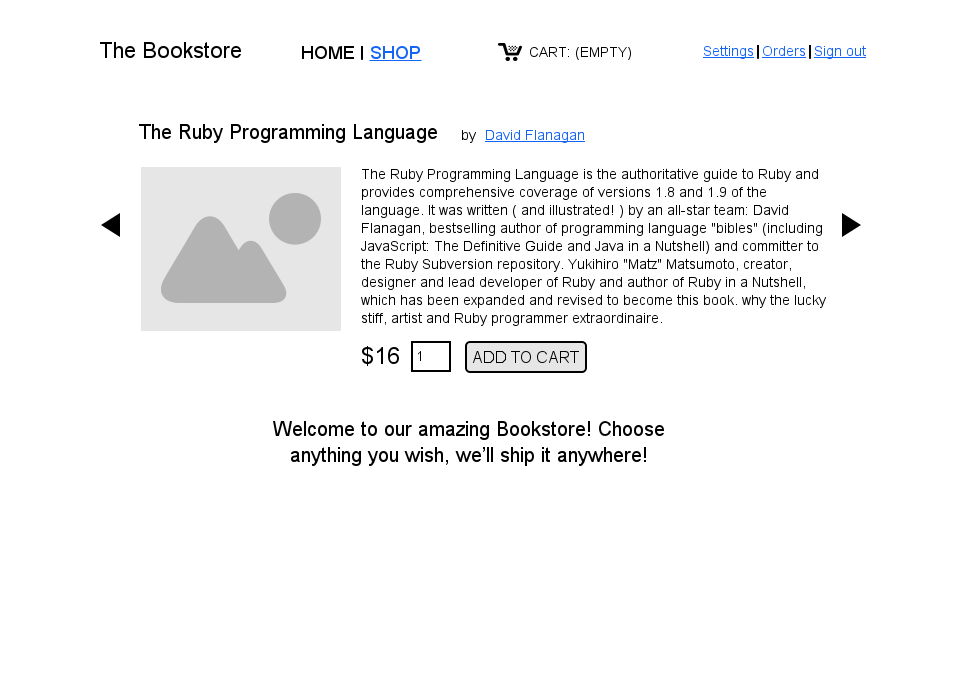 The Bookstore
HOME | SHOP
CART: (EMPTY)
Settings | Orders | Sign out
The Ruby Programming Language by David Flanagan
The Ruby Programming Language is the authoritative guide to Ruby and
provides comprehensive coverage of versions 1.8 and 1.9 of the
language. It was written ( and illustrated! ) by an all-star team: David
Flanagan, bestselling author of programming language "bibles" (including
JavaScript: The Definitive Guide and Java in a Nutshell) and committer to
the Ruby Subversion repository. Yukihiro "Matz" Matsumoto, creator,
designer and lead developer of Ruby and author of Ruby in a Nutshell,
which has been expanded and revised to become this book. why the lucky
stiff, artist and Ruby programmer extraordinaire.
$16 1 ADD TO CART
Welcome to our amazing Bookstore! Choose
anything you wish, we'll ship it anywhere!